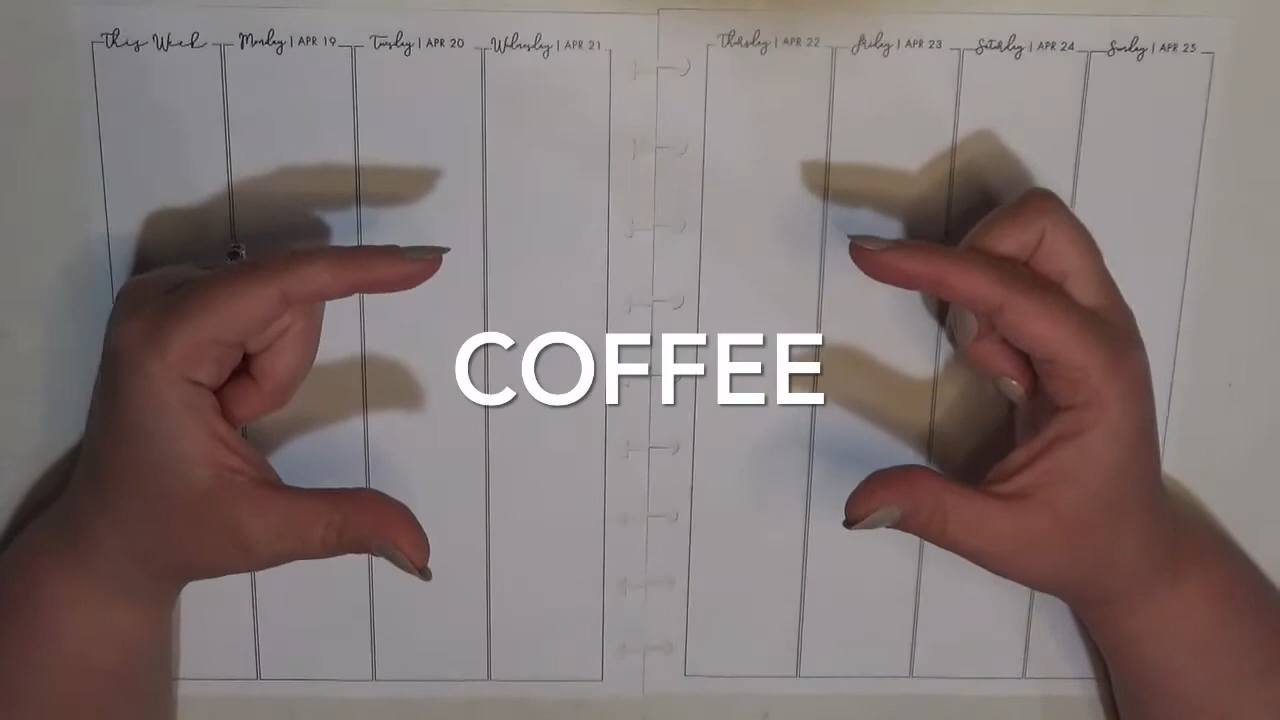 This Week
Monday | APR 19
Tuesday | APR 20
Wednesday | APR 21
Thursday | APR 22
Friday | APR 23
Saturday | APR 24
Sunday | APR 25
COFFEE